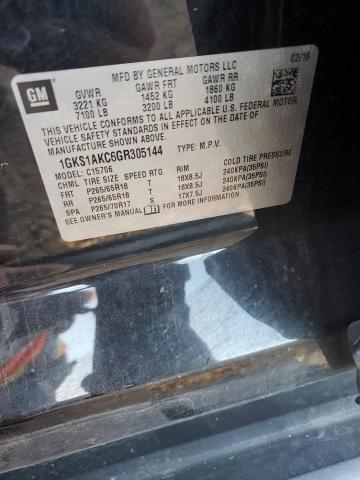 GM
MFD BY GENERAL MOTORS LLC 02/16
GVWR GAWR FRT GAWR RR
3221 KG 1452 KG 1860 KG
7100 LB 3200 LB 4100 LB
THIS VEHICLE CONFORMS TO ALL APPLICABLE U.S. FEDERAL MOTOR
VEHICLE SAFETY AND THEFT PREVENTION STANDARDS IN EFFECT ON THE DATE OF
MANUFACTURE SHOWN ABOVE.
1GKS1AKC6GR305144 TYPE: M.P.V.
MODEL: C15706
CHML TIRE SIZE SPEED RTG RIM COLD TIRE PRESSURE
FRT P265/65R18 T 18X8.5J 240KPA(35PSI)
RR P265/65R18 T 18X8.5J 240KPA(35PSI)
SPA P265/70R17 S 17X7.5J 240KPA(35PSI)
SEE OWNER'S MANUAL FOR MORE INFORMATION.